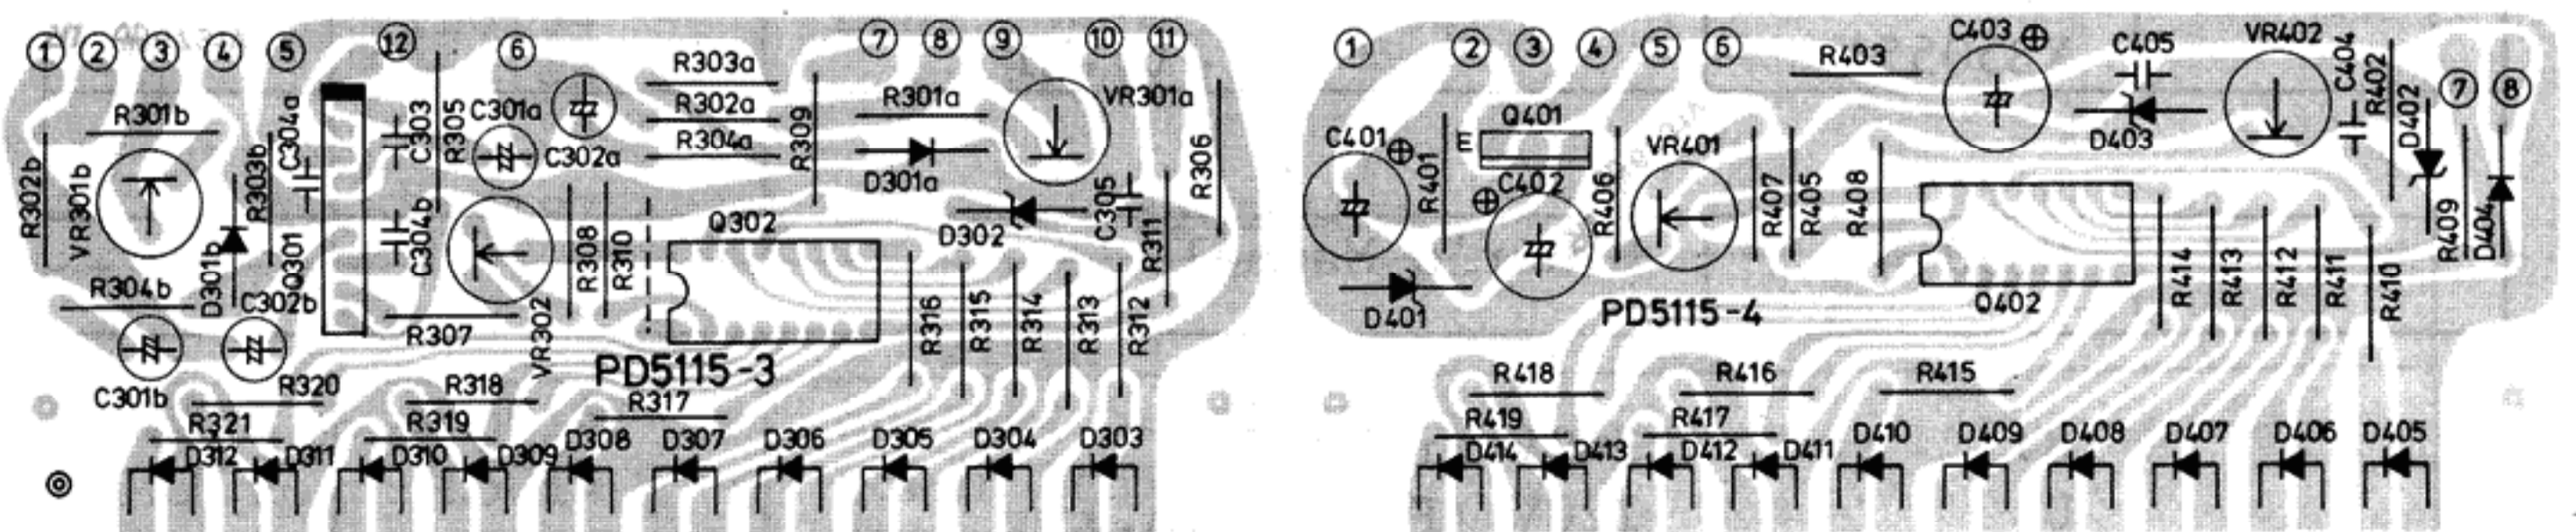 ① ② ③ ④ ⑤ ⑫ ⑥ ⑦ ⑧ ⑨ ⑩ ⑪
R303a
R301b C304a C303 R305 C301a R302a R309 R301a VR301a
R304a C302a D301a R306
R302b VR301b R303b
D301b Q301 C304b R308 R310 Q302 D302 C305 R311
R304b C302b
R307 VR302 R316 R315 R314 R313 R312
PD5115-3
C301b R320 R318 R317
R321 R319
D312 D311 D310 D309 D308 D307 D306 D305 D304 D303
① ② ③ ④ ⑤ ⑥ ⑦ ⑧
C403 ⊕ C405 VR402 C404 R402
R403
Q401 D402
C401 ⊕ R401 E VR401 D403
C402 ⊕ R406 R407 R405 R408
R409 D404
D401 PD5115-4 Q402 R414 R413 R412 R411 R410
R418 R416 R415
R419 R417
D414 D413 D412 D411 D410 D409 D408 D407 D406 D405